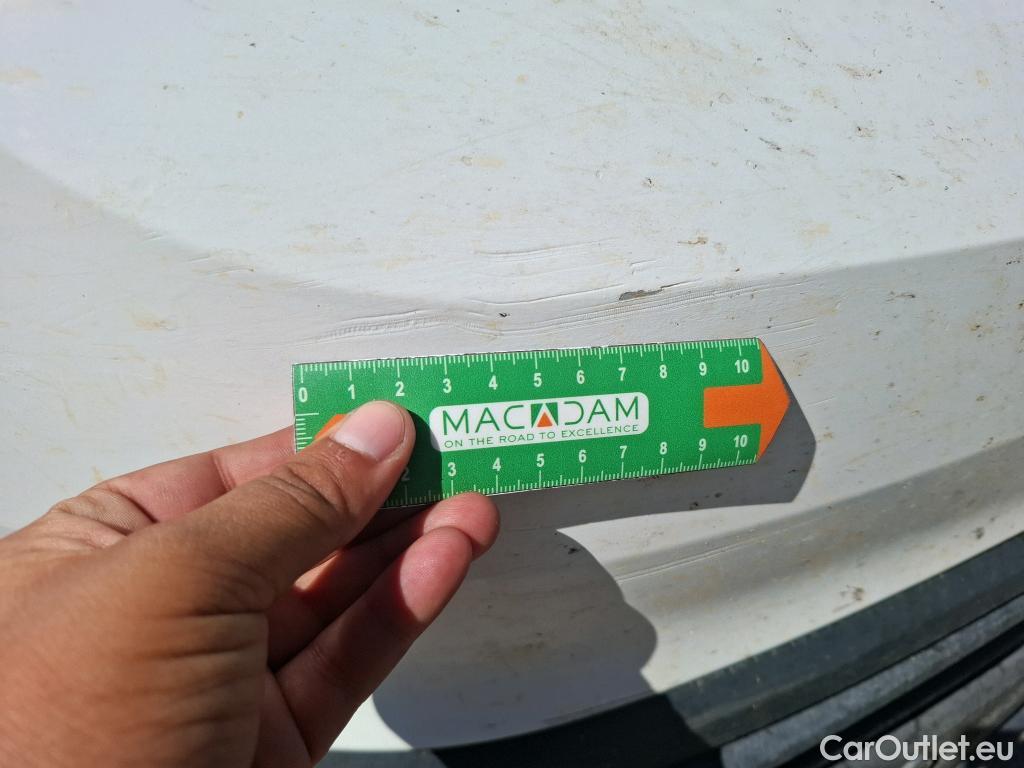 0 1 2 3 4 5 6 7 8 9 10
MACADAM
ON THE ROAD TO EXCELLENCE
2 3 4 5 6 7 8 9 10
CarOutlet.eu